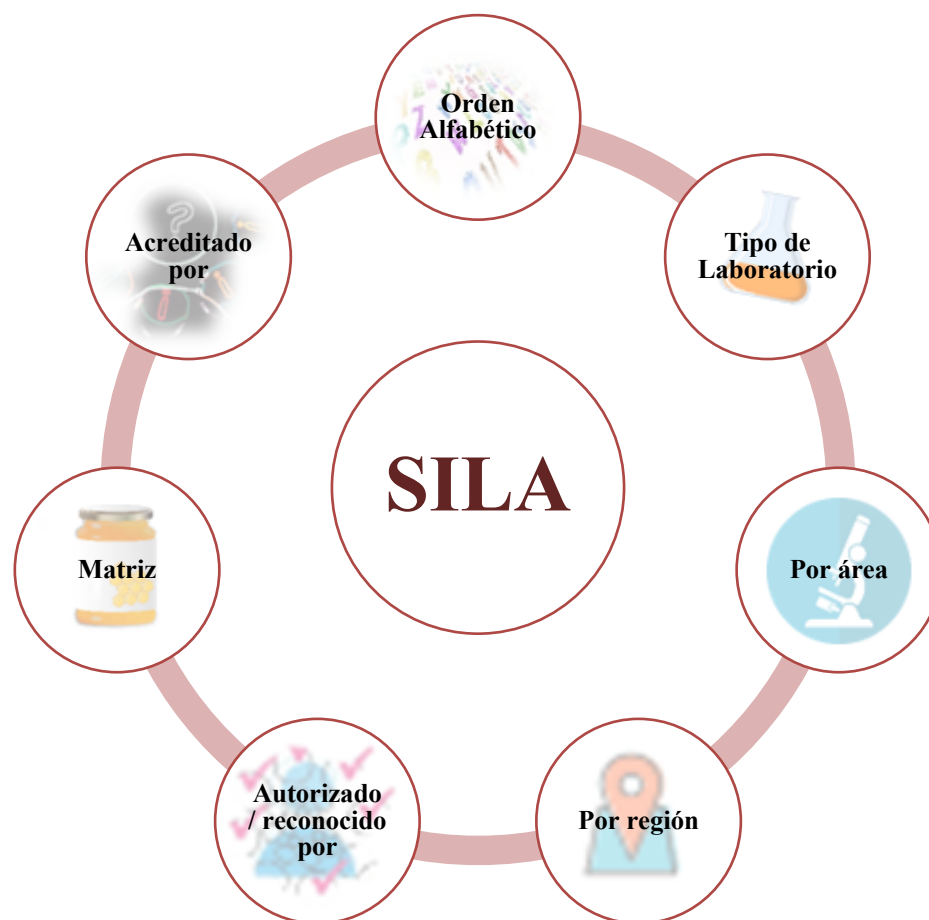 Orden
Alfabético
Tipo de
Laboratorio
Por área
Por región
Autorizado
/ reconocido
por
Matriz
Acreditado
por
SILA